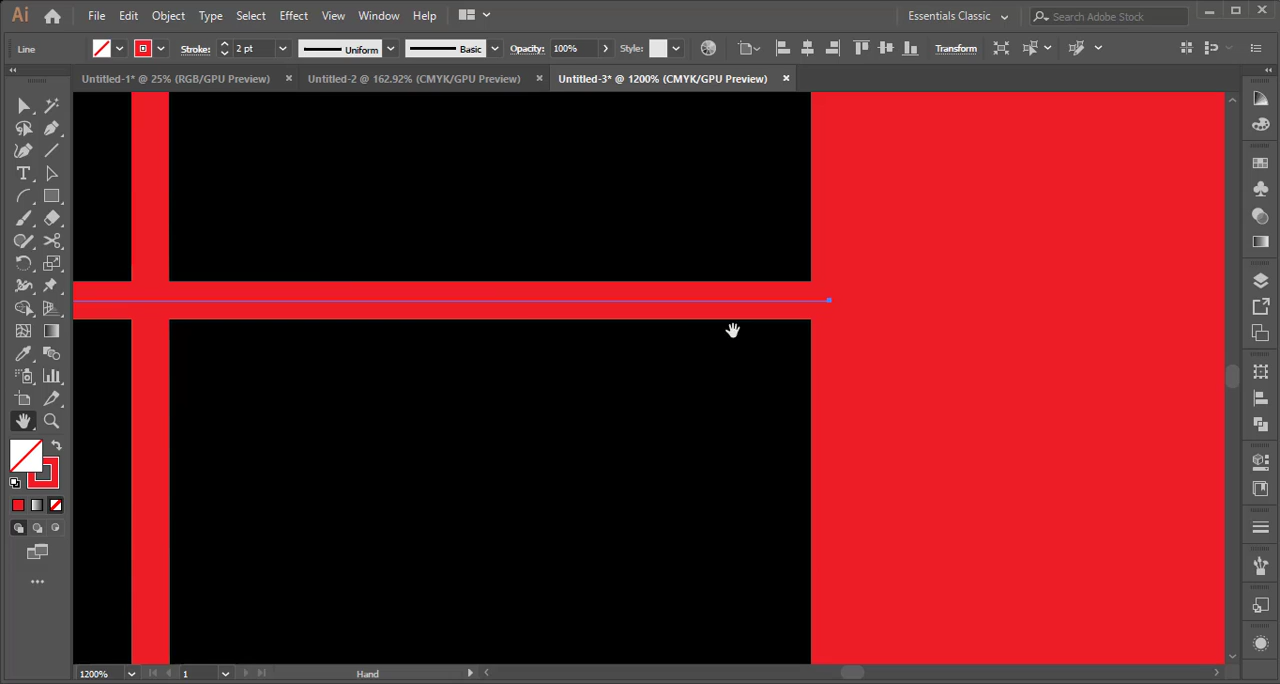 Ai File Edit Object Type Select Effect View Window Help Essentials Classic Search Adobe Stock
Line Stroke: 2 pt Uniform Basic Opacity: 100% Style: Transform
Untitled-1* @ 25% (RGB/GPU Preview) Untitled-2 @ 162.92% (CMYK/GPU Preview) Untitled-3* @ 1200% (CMYK/GPU Preview)
1200% 1 Hand